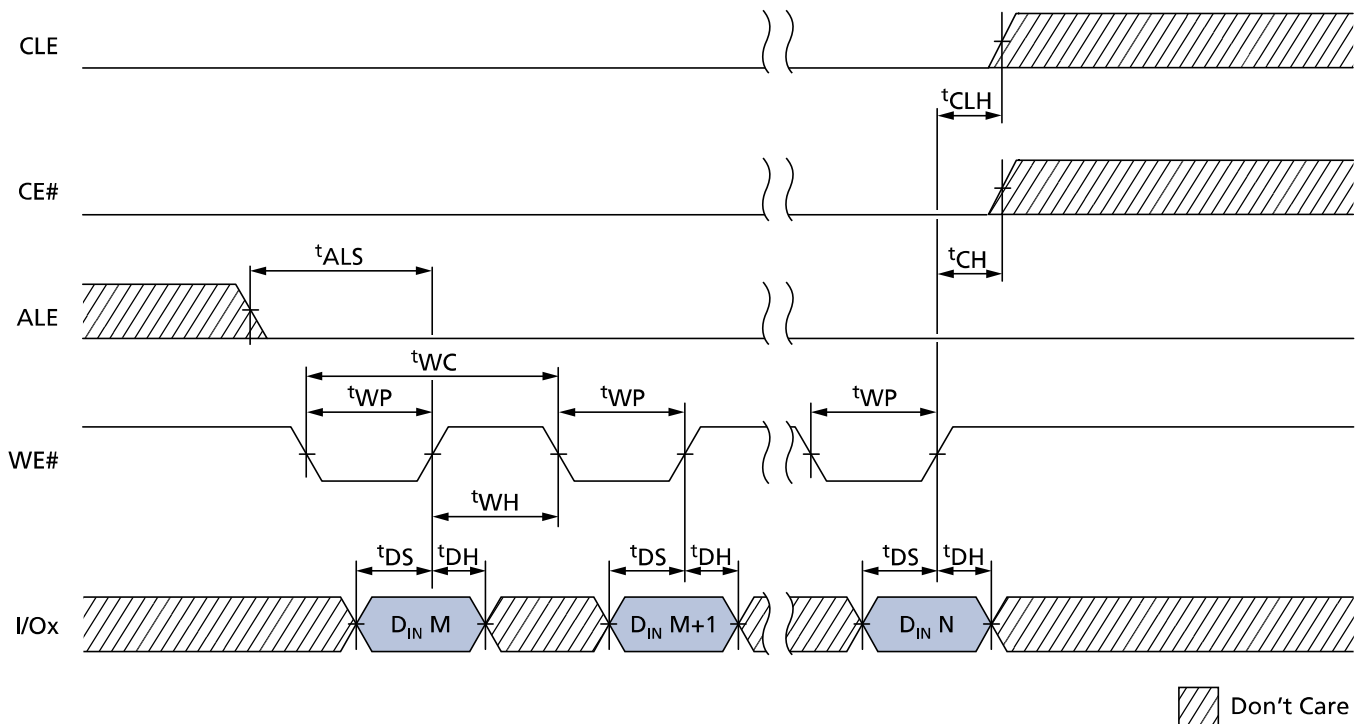 CLE
tCLH
CE#
tALS
tCH
ALE
tWC
tWP
tWP
tWP
WE#
tWH
tDS
tDH
tDS
tDH
tDS
tDH
I/Ox
DIN M
DIN M+1
DIN N
Don't Care